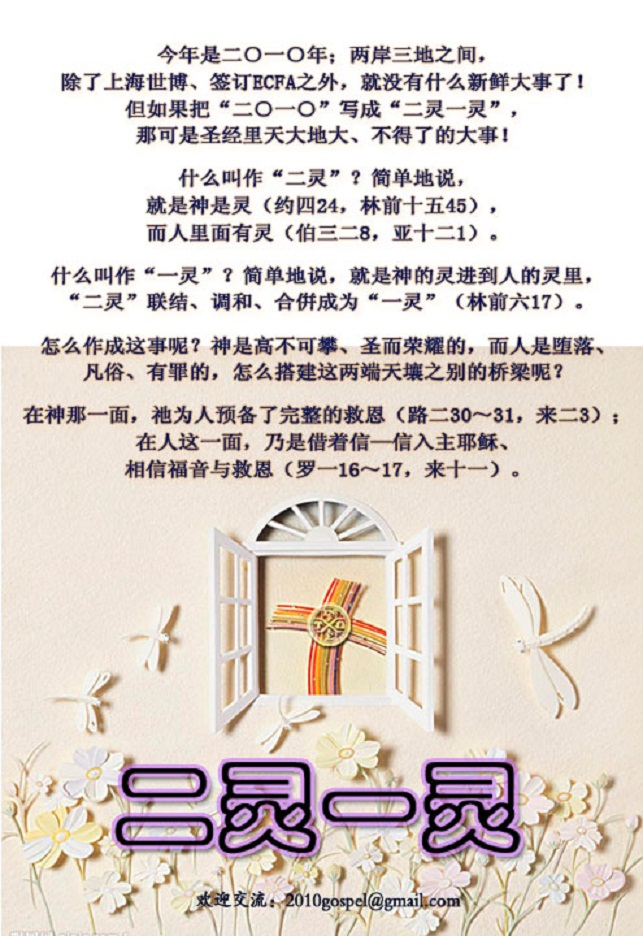 今年是二〇一〇年；两岸三地之间，
除了上海世博、签订ECFA之外，就没有什么新鲜大事了！
但如果把“二〇一〇”写成“二灵一灵”，
那可是圣经里天大地大、不得了的大事！
什么叫作“二灵”？简单地说，
就是神是灵（约四24，林前十五45），
而人里面有灵（伯三二8，亚十二1）。
什么叫作“一灵”？简单地说，就是神的灵进到人的灵里，
“二灵”联结、调和、合併成为“一灵”（林前六17）。
怎么作成这事呢？神是高不可攀、圣而荣耀的，而人是堕落、
凡俗、有罪的，怎么搭建这两端天壤之别的桥梁呢？
在神那一面，祂为人预备了完整的救恩（路二30～31，来二3）；
在人这一面，乃是借着信—信入主耶稣、
相信福音与救恩（罗一16～17，来十一）。
二灵一灵
欢迎交流：2010gospel@gmail.com